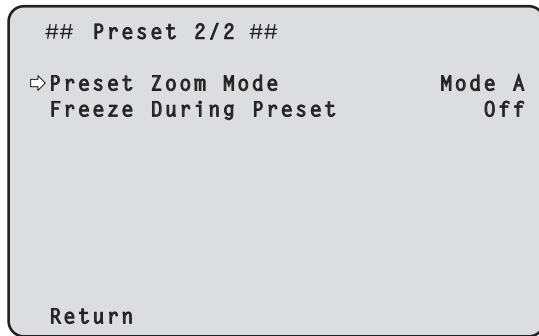 ## Preset 2/2 ##
⇨Preset Zoom Mode Mode A
Freeze During Preset Off
Return